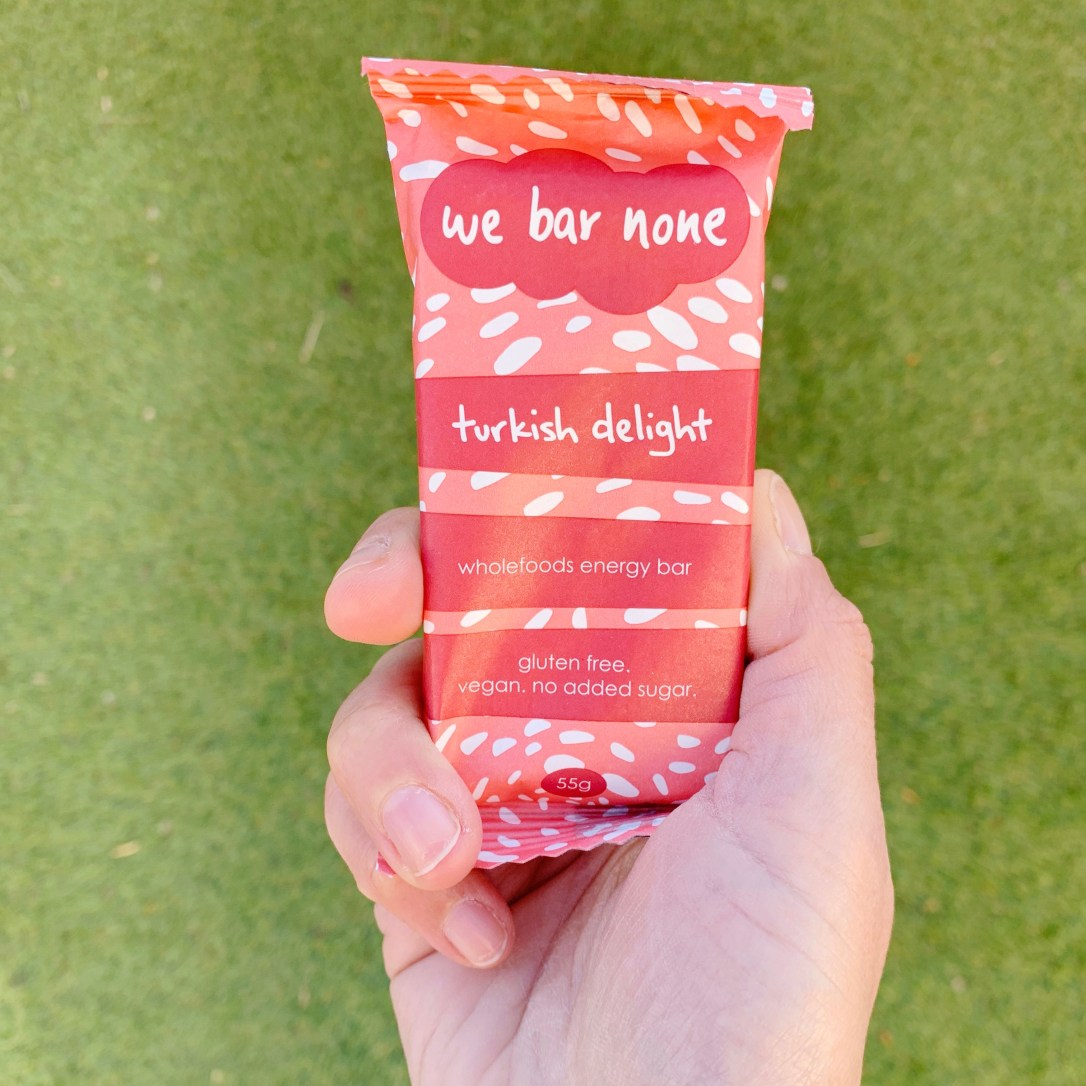 we bar none
turkish delight
wholefoods energy bar
gluten free.
vegan. no added sugar.
55g